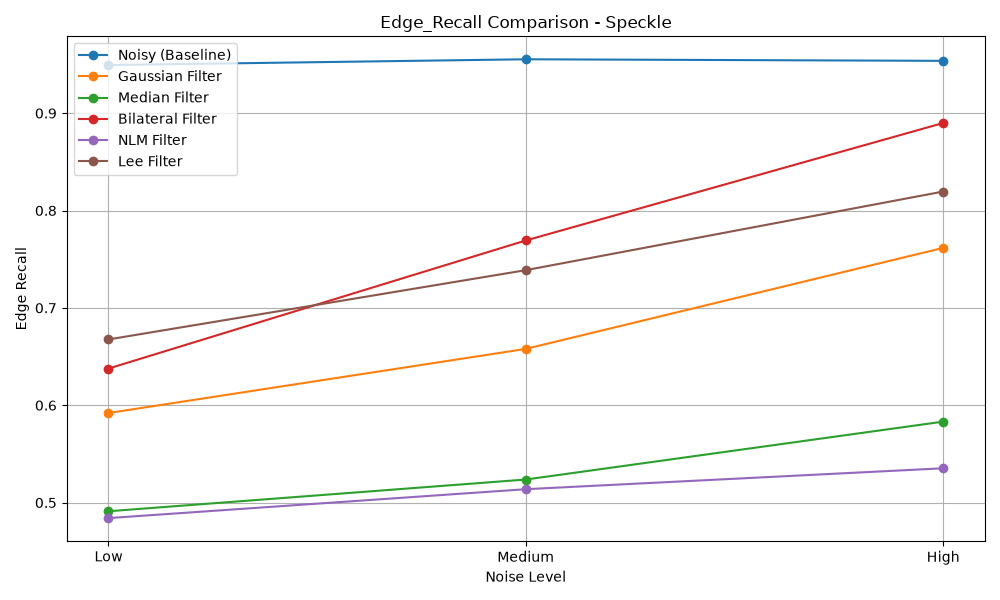 Edge_Recall Comparison - Speckle
Noisy (Baseline)
Gaussian Filter
Median Filter
Bilateral Filter
NLM Filter
Lee Filter
0.9
0.8
0.7
0.6
0.5
Edge Recall
Low
Medium
High
Noise Level